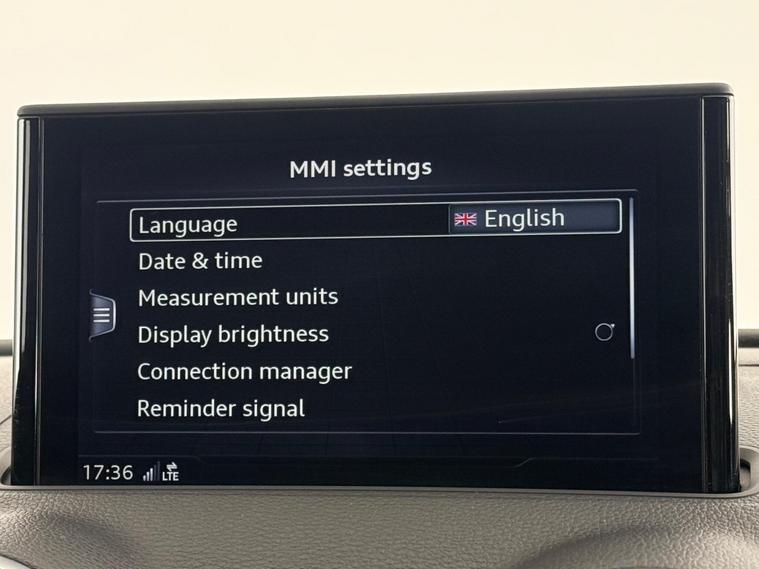 MMI settings
Language English
Date & time
Measurement units
Display brightness
Connection manager
Reminder signal
17:36 LTE